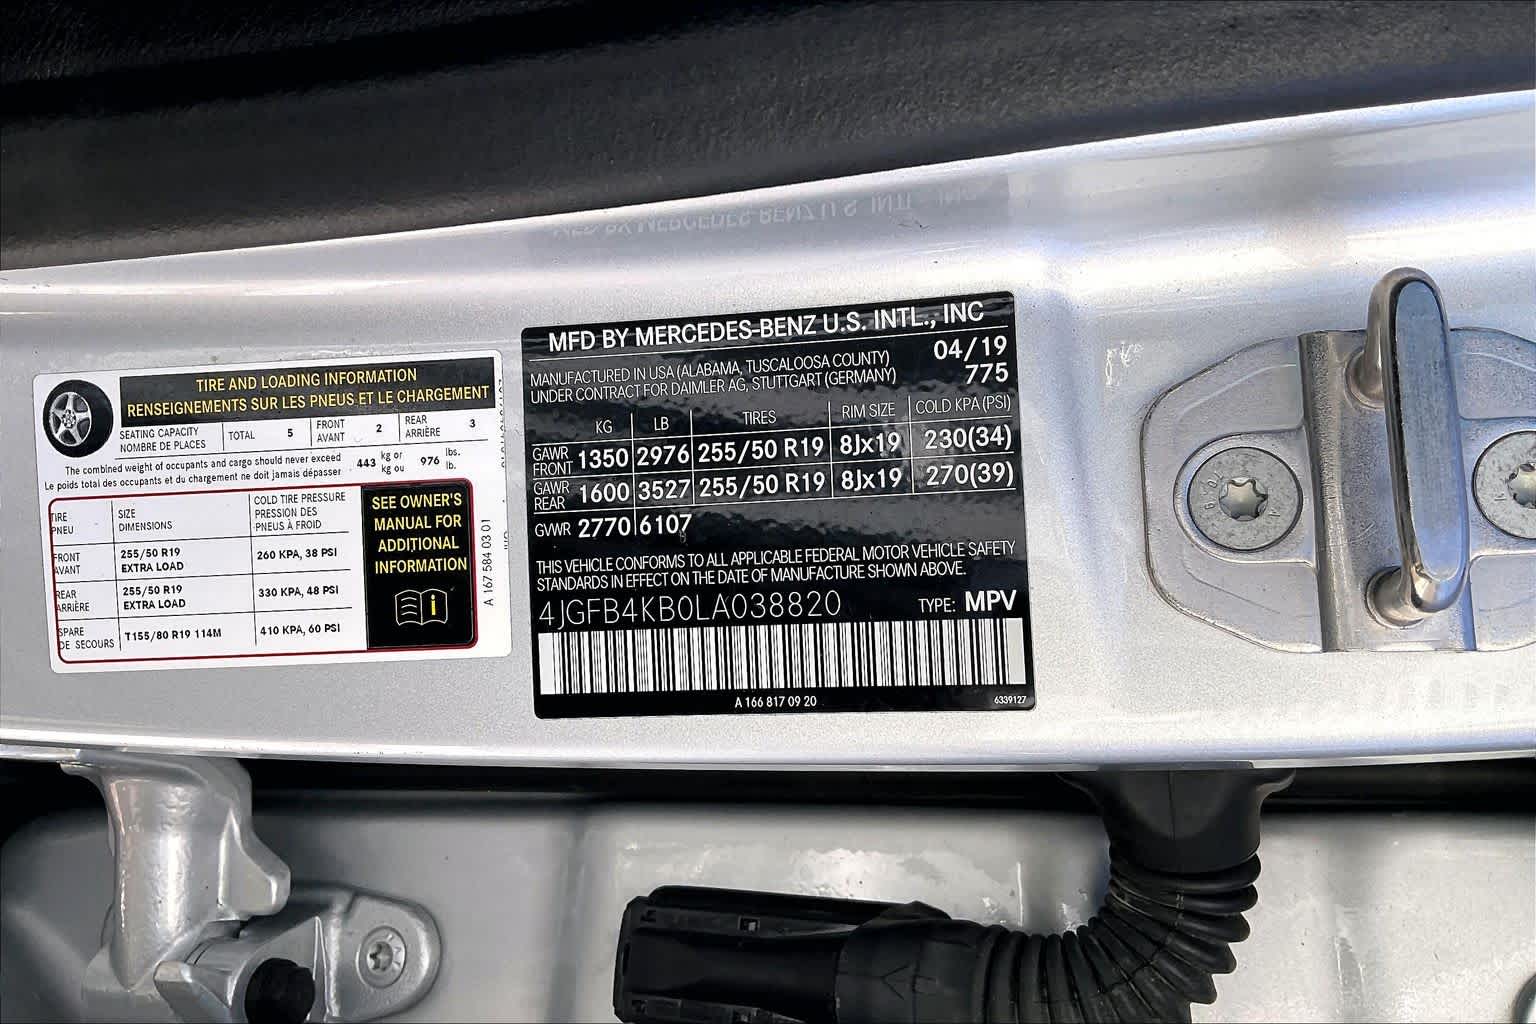 TIRE AND LOADING INFORMATION
RENSEIGNEMENTS SUR LES PNEUS ET LE CHARGEMENT
SEATING CAPACITY
NOMBRE DE PLACES
TOTAL 5
FRONT
AVANT
2
REAR
ARRIÈRE
3
The combined weight of occupants and cargo should never exceed
Le poids total des occupants et du chargement ne doit jamais dépasser
443 kg or
kg ou
976 lbs.
lb.
TIRE
PNEU
SIZE
DIMENSIONS
COLD TIRE PRESSURE
PRESSION DES
PNEUS À FROID
FRONT
AVANT
255/50 R19
EXTRA LOAD
260 KPA, 38 PSI
REAR
ARRIÈRE
255/50 R19
EXTRA LOAD
330 KPA, 48 PSI
SPARE
DE SECOURS
T155/80 R19 114M
410 KPA, 60 PSI
SEE OWNER'S
MANUAL FOR
ADDITIONAL
INFORMATION
A 167 584 03 01
MFD BY MERCEDES-BENZ U.S. INTL., INC
MANUFACTURED IN USA (ALABAMA, TUSCALOOSA COUNTY)
UNDER CONTRACT FOR DAIMLER AG, STUTTGART (GERMANY)
04/19
775
KG LB TIRES RIM SIZE COLD KPA (PSI)
GAWR
FRONT
1350 2976 255/50 R19 8Jx19 230(34)
GAWR
REAR
1600 3527 255/50 R19 8Jx19 270(39)
GVWR 2770 6107
THIS VEHICLE CONFORMS TO ALL APPLICABLE FEDERAL MOTOR VEHICLE SAFETY
STANDARDS IN EFFECT ON THE DATE OF MANUFACTURE SHOWN ABOVE.
4JGFB4KB0LA038820 TYPE: MPV
A 166 817 09 20
6339127